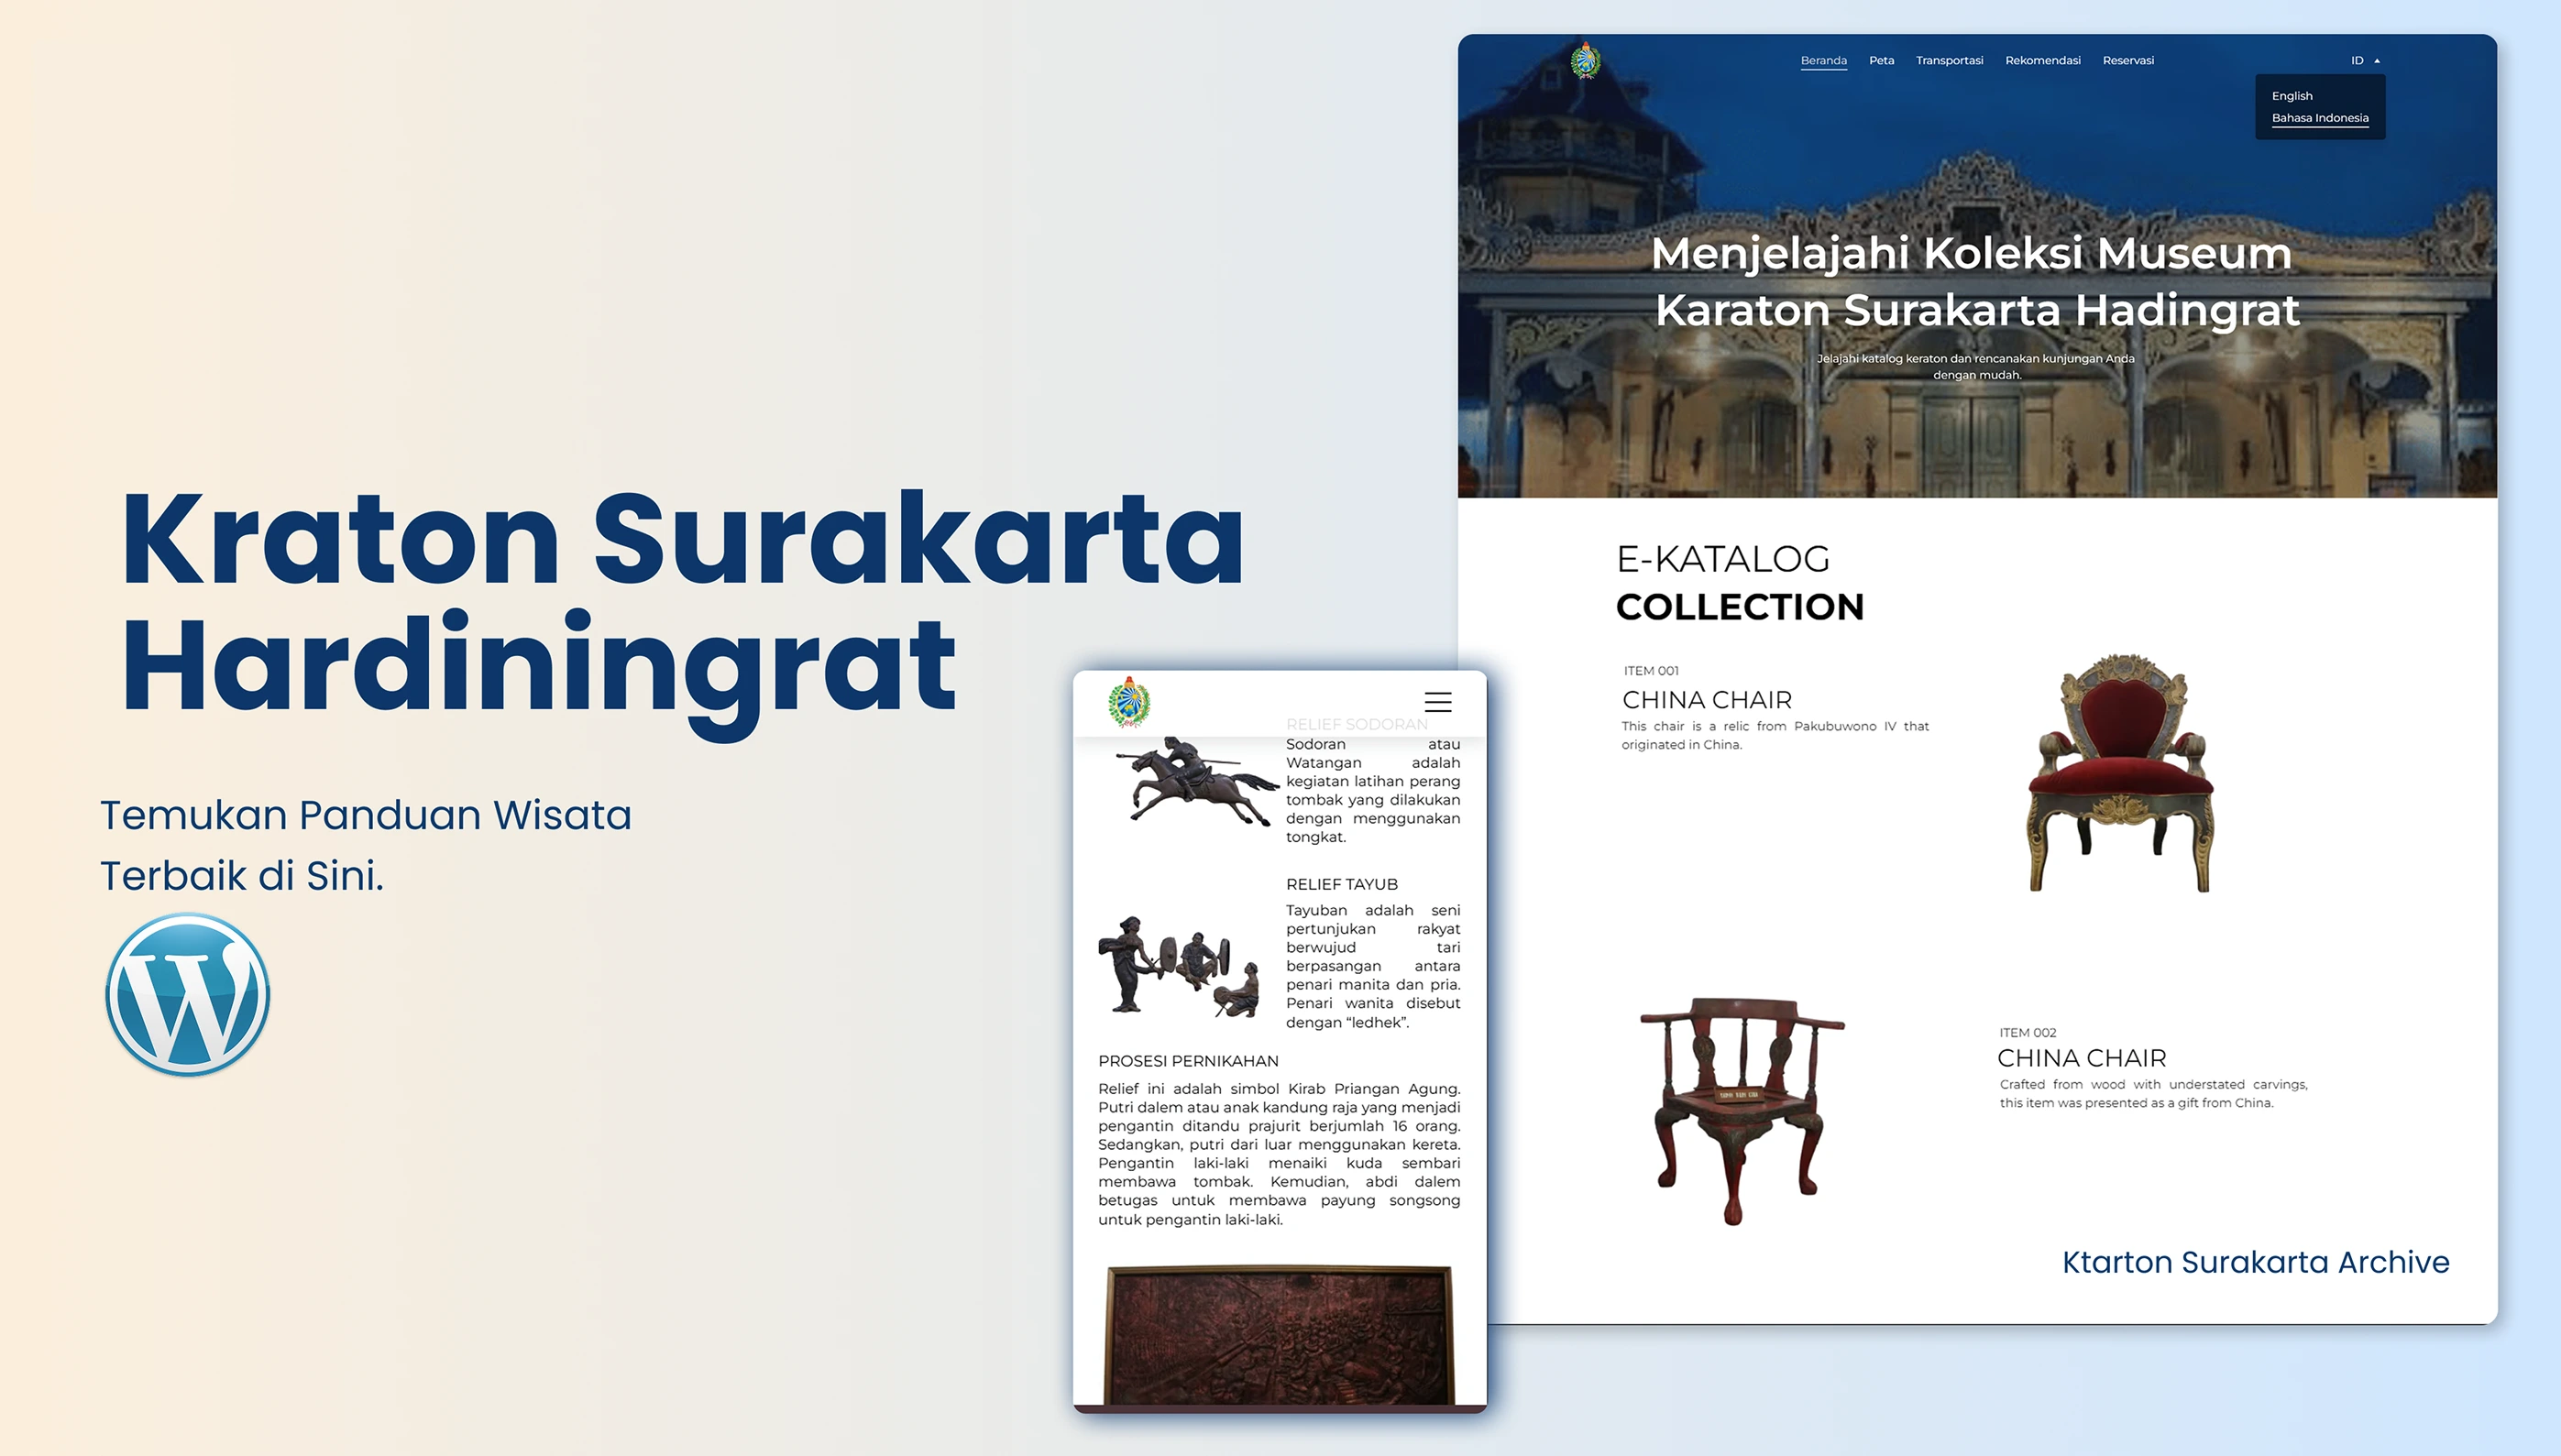 Kraton Surakarta
Hardiningrat
Temukan Panduan Wisata
Terbaik di Sini.
RELIEF SODORAN
Sodoran atau
Watangan adalah
kegiatan latihan perang
tombak yang dilakukan
dengan menggunakan
tongkat.
RELIEF TAYUB
Tayuban adalah seni
pertunjukan rakyat
berwujud tari
berpasangan antara
penari manita dan pria.
Penari wanita disebut
dengan “ledhek”.
PROSESI PERNIKAHAN
Relief ini adalah simbol Kirab Priangan Agung.
Putri dalem atau anak kandung raja yang menjadi
pengantin ditandu prajurit berjumlah 16 orang.
Sedangkan, putri dari luar menggunakan kereta.
Pengantin laki-laki menaiki kuda sembari
membawa tombak. Kemudian, abdi dalem
betugas untuk membawa payung songsong
untuk pengantin laki-laki.
Beranda Peta Transportasi Rekomendasi Reservasi ID
English
Bahasa Indonesia
Menjelajahi Koleksi Museum
Karaton Surakarta Hadingrat
Jelajahi katalog keraton dan rencanakan kunjungan Anda
dengan mudah.
E-KATALOG
COLLECTION
ITEM 001
CHINA CHAIR
This chair is a relic from Pakubuwono IV that
originated in China.
ITEM 002
CHINA CHAIR
Crafted from wood with understated carvings,
this item was presented as a gift from China.
Ktarton Surakarta Archive